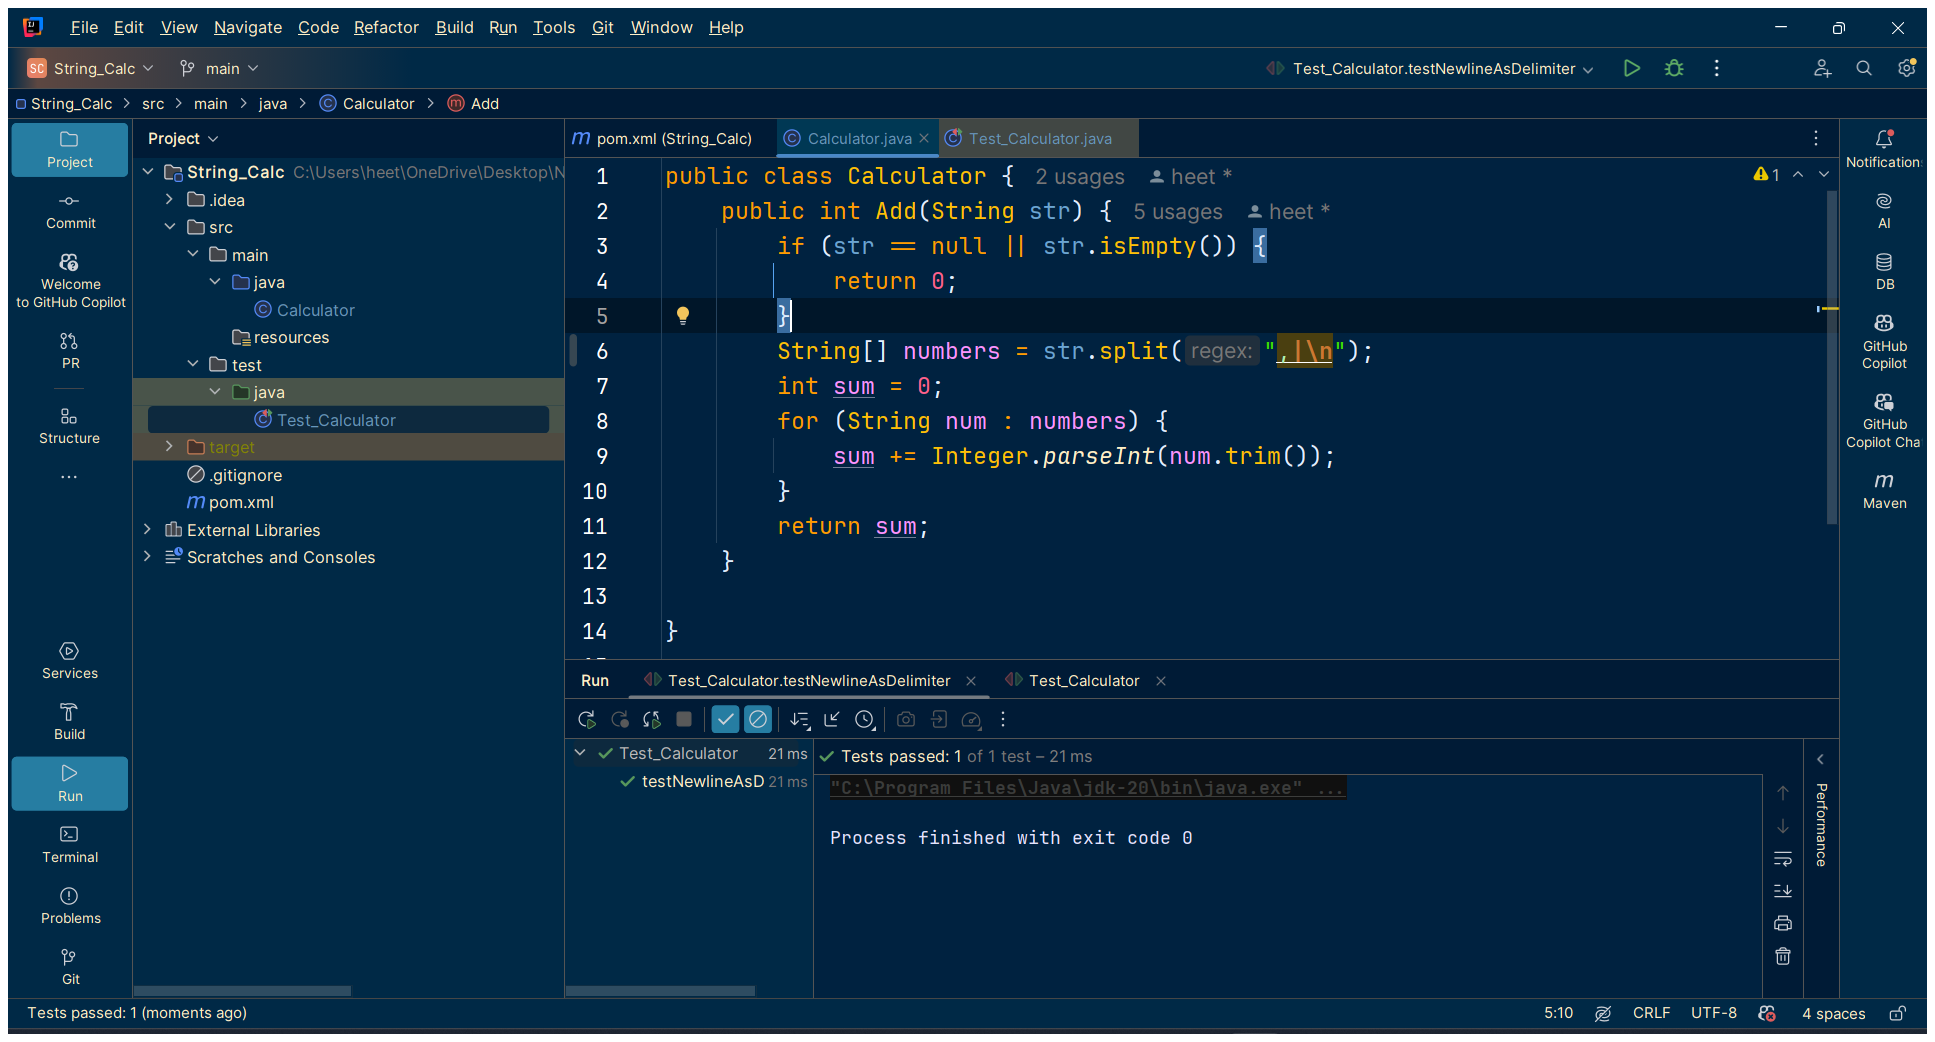 File Edit View Navigate Code Refactor Build Run Tools Git Window Help
SC String_Calc main Test_Calculator.testNewlineAsDelimiter
String_Calc > src > main > java > Calculator > Add
Project
Commit
Welcome
to GitHub Copilot
PR
Structure
Services
Build
Run
Terminal
Problems
Git
Project
String_Calc C:\Users\heet\OneDrive\Desktop\N
.idea
src
main
java
Calculator
resources
test
java
Test_Calculator
target
.gitignore
pom.xml
External Libraries
Scratches and Consoles
pom.xml (String_Calc) Calculator.java Test_Calculator.java
1 public class Calculator { 2 usages heet *
2 public int Add(String str) { 5 usages heet *
3 if (str == null || str.isEmpty()) {
4 return 0;
5 }
6 String[] numbers = str.split( regex: ",|\n");
7 int sum = 0;
8 for (String num : numbers) {
9 sum += Integer.parseInt(num.trim());
10 }
11 return sum;
12 }
13
14 }
1
Notification
AI
DB
GitHub
Copilot
GitHub
Copilot Cha
Maven
Run Test_Calculator.testNewlineAsDelimiter Test_Calculator
Test_Calculator 21 ms
testNewlineAsD 21 ms
Tests passed: 1 of 1 test – 21 ms
"C:\Program Files\Java\jdk-20\bin\java.exe" ...
Process finished with exit code 0
Performance
Tests passed: 1 (moments ago) 5:10 CRLF UTF-8 4 spaces